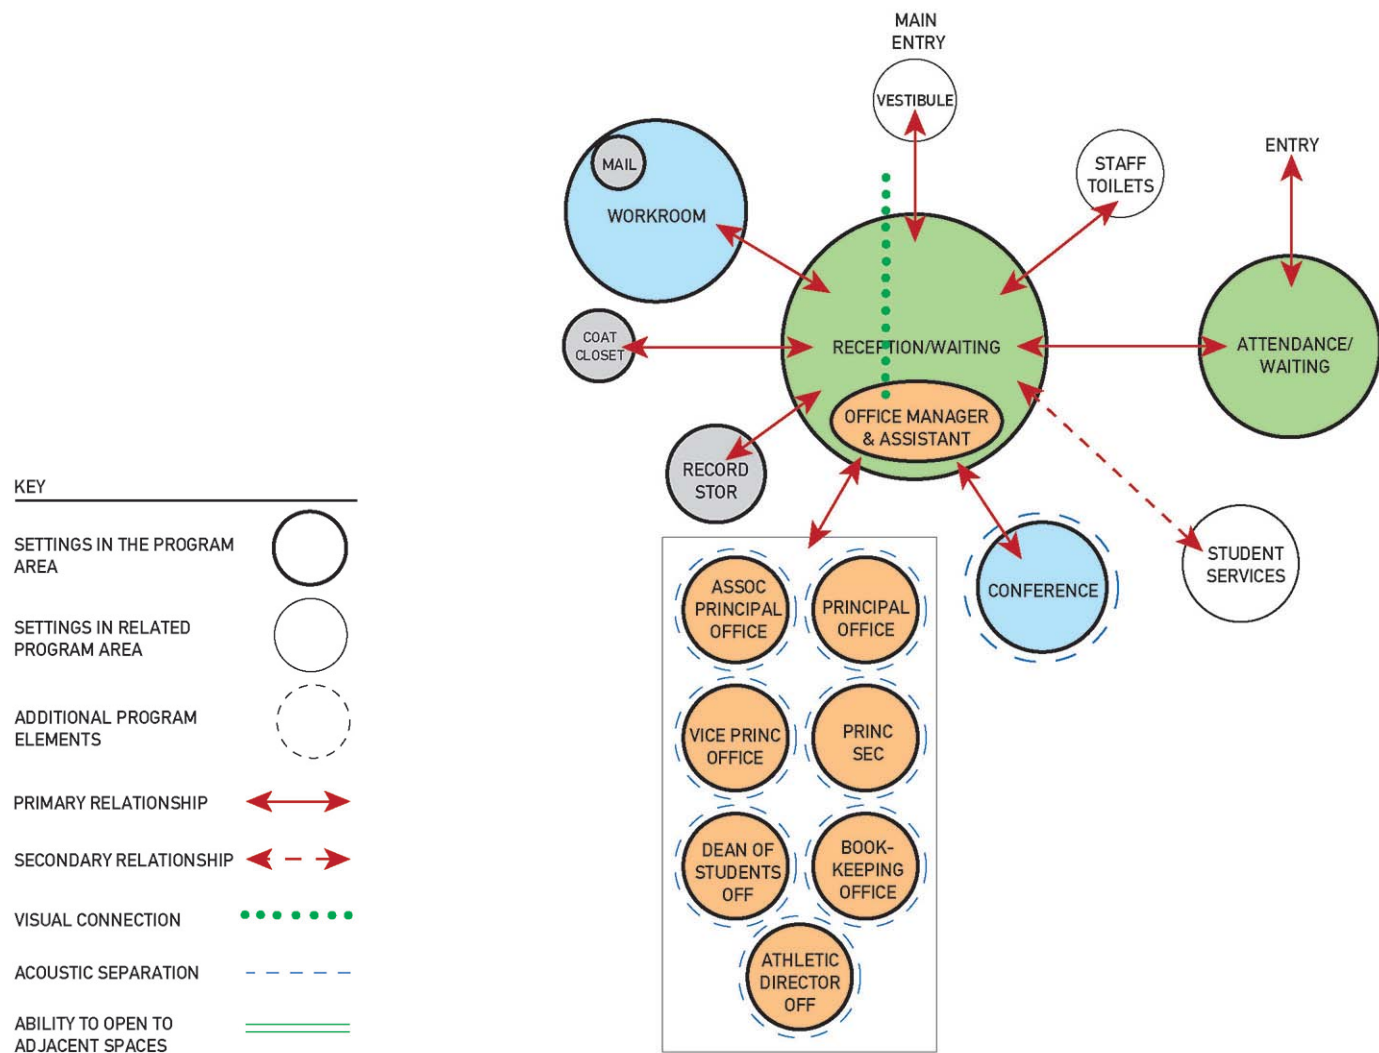 MAIN
ENTRY
VESTIBULE
MAIL
WORKROOM
STAFF
TOILETS
ENTRY
COAT
CLOSET
RECEPTION/WAITING
ATTENDANCE/
WAITING
OFFICE MANAGER
& ASSISTANT
RECORD
STOR
CONFERENCE
STUDENT
SERVICES
ASSOC
PRINCIPAL
OFFICE
PRINCIPAL
OFFICE
VICE PRINC
OFFICE
PRINC
SEC
DEAN OF
STUDENTS
OFF
BOOK-
KEEPING
OFFICE
ATHLETIC
DIRECTOR
OFF
KEY
SETTINGS IN THE PROGRAM
AREA
SETTINGS IN RELATED
PROGRAM AREA
ADDITIONAL PROGRAM
ELEMENTS
PRIMARY RELATIONSHIP
SECONDARY RELATIONSHIP
VISUAL CONNECTION
ACOUSTIC SEPARATION
ABILITY TO OPEN TO
ADJACENT SPACES